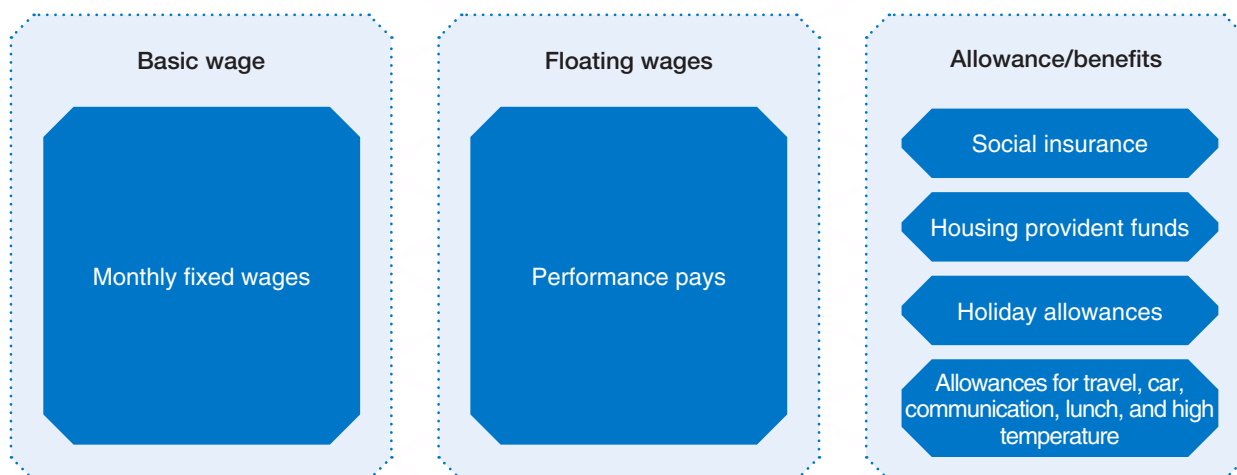 Basic wage
Monthly fixed wages
Floating wages
Performance pays
Allowance/benefits
Social insurance
Housing provident funds
Holiday allowances
Allowances for travel, car,
communication, lunch, and high
temperature